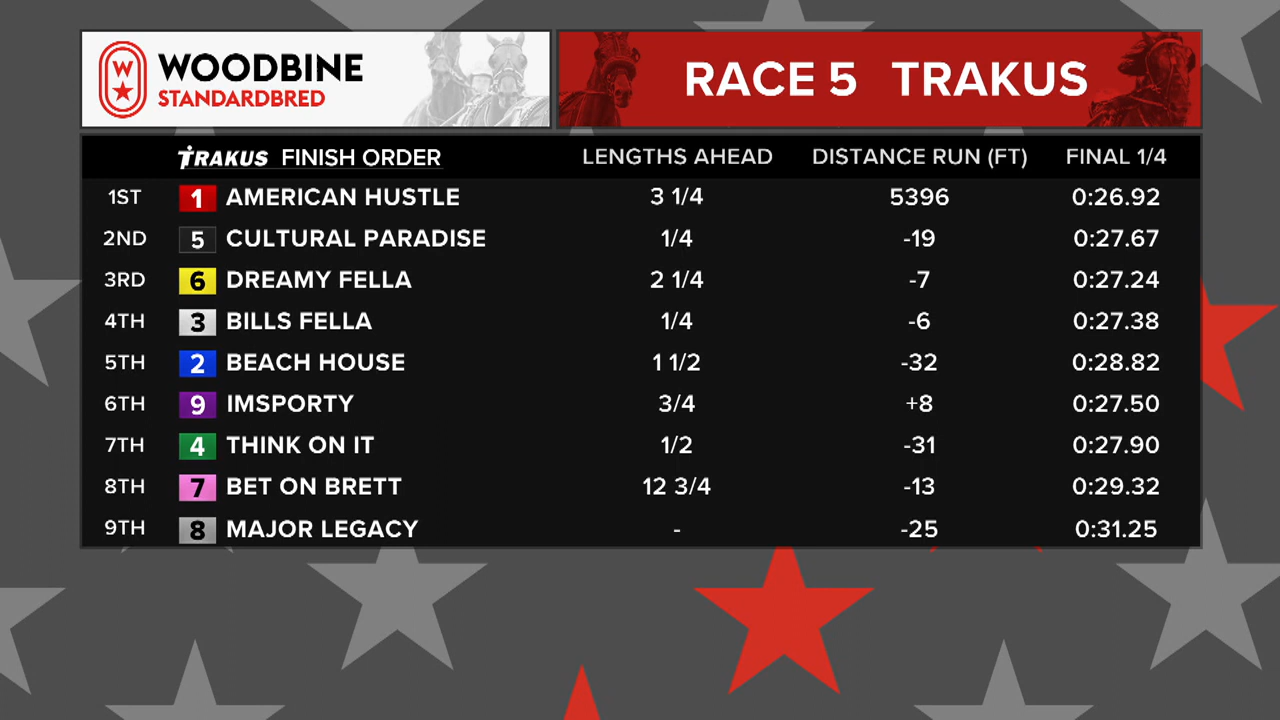 W
WOODBINE
STANDARDBRED
RACE 5 TRAKUS
TRAKUS FINISH ORDER LENGTHS AHEAD DISTANCE RUN (FT) FINAL 1/4
1ST 1 AMERICAN HUSTLE 3 1/4 5396 0:26.92
2ND 5 CULTURAL PARADISE 1/4 -19 0:27.67
3RD 6 DREAMY FELLA 2 1/4 -7 0:27.24
4TH 3 BILLS FELLA 1/4 -6 0:27.38
5TH 2 BEACH HOUSE 1 1/2 -32 0:28.82
6TH 9 IMSPORTY 3/4 +8 0:27.50
7TH 4 THINK ON IT 1/2 -31 0:27.90
8TH 7 BET ON BRETT 12 3/4 -13 0:29.32
9TH 8 MAJOR LEGACY - -25 0:31.25